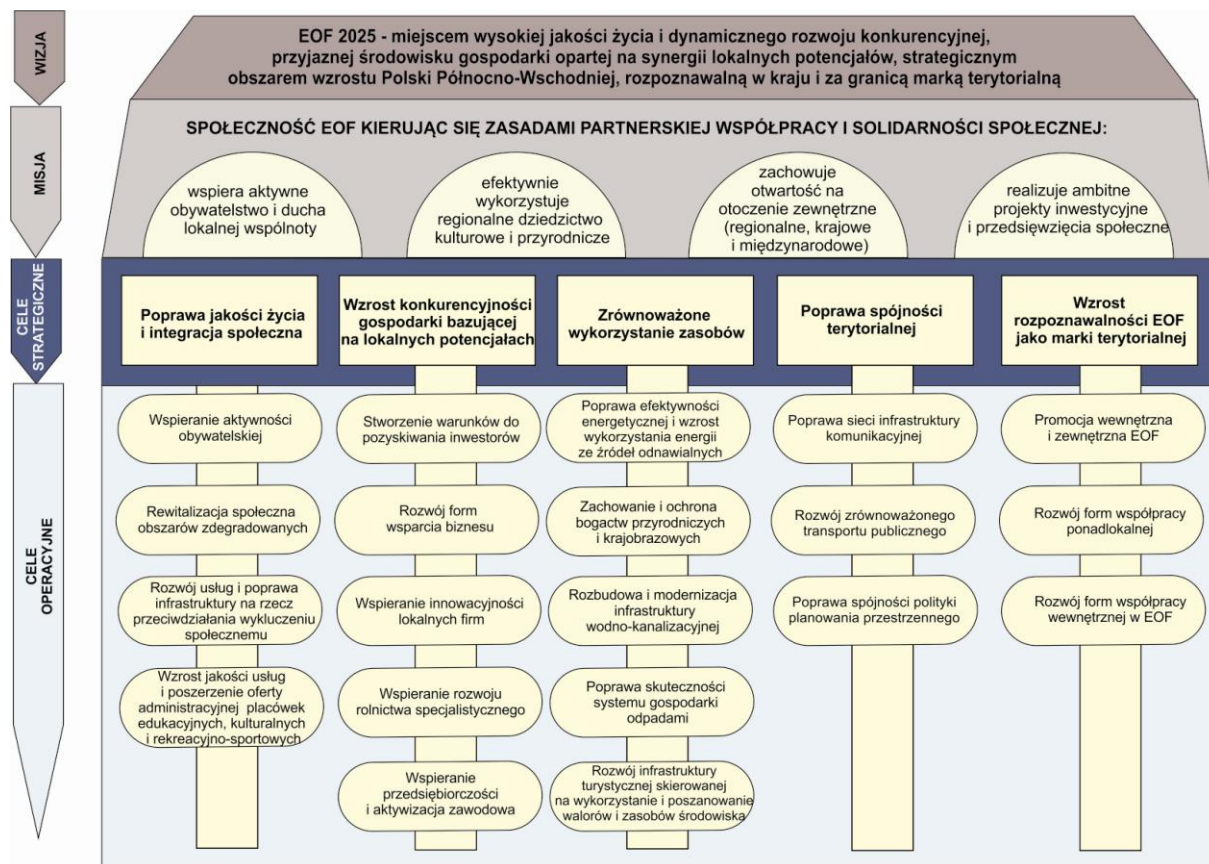 WIZJA
EOF 2025 - miejscem wysokiej jakości życia i dynamicznego rozwoju konkurencyjnej,
przyjaznej środowisku gospodarki opartej na synergii lokalnych potencjałów, strategicznym
obszarem wzrostu Polski Północno-Wschodniej, rozpoznawalną w kraju i za granicą marką terytorialną
MISJA
SPOŁECZNOŚĆ EOF KIERUJĄC SIĘ ZASADAMI PARTNERSKIEJ WSPÓŁPRACY I SOLIDARNOŚCI SPOŁECZNEJ:
wspiera aktywne
obywatelstwo i ducha
lokalnej wspólnoty
efektywnie
wykorzystuje
regionalne dziedzictwo
kulturowe i przyrodnicze
zachowuje
otwartość na
otoczenie zewnętrzne
(regionalne, krajowe
i międzynarodowe)
realizuje ambitne
projekty inwestycyjne
i przedsięwzięcia społeczne
CELE
STRATEGICZNE
Poprawa jakości życia
i integracja społeczna
Wzrost konkurencyjności
gospodarki bazującej
na lokalnych potencjałach
Zrównoważone
wykorzystanie zasobów
Poprawa spójności
terytorialnej
Wzrost
rozpoznawalności EOF
jako marki terytorialnej
CELE
OPERACYJNE
Wspieranie aktywności
obywatelskiej
Rewitalizacja społeczna
obszarów zdegradowanych
Rozwój usług i poprawa
infrastruktury na rzecz
przeciwdziałania wykluczeniu
społecznemu
Wzrost jakości usług
i poszerzenie oferty
administracyjnej placówek
edukacyjnych, kulturalnych
i rekreacyjno-sportowych
Stworzenie warunków do
pozyskiwania inwestorów
Rozwój form
wsparcia biznesu
Wspieranie innowacyjności
lokalnych firm
Wspieranie rozwoju
rolnictwa specjalistycznego
Wspieranie
przedsiębiorczości
i aktywizacja zawodowa
Poprawa efektywności
energetycznej i wzrost
wykorzystania energii
ze źródeł odnawialnych
Zachowanie i ochrona
bogactw przyrodniczych
i krajobrazowych
Rozbudowa i modernizacja
infrastruktury
wodno-kanalizacyjnej
Poprawa skuteczności
systemu gospodarki
odpadami
Rozwój infrastruktury
turystycznej skierowanej
na wykorzystanie i poszanowanie
walorów i zasobów środowiska
Poprawa sieci infrastruktury
komunikacyjnej
Rozwój zrównoważonego
transportu publicznego
Poprawa spójności polityki
planowania przestrzennego
Promocja wewnętrzna
i zewnętrzna EOF
Rozwój form współpracy
ponadlokalnej
Rozwój form współpracy
wewnętrznej w EOF